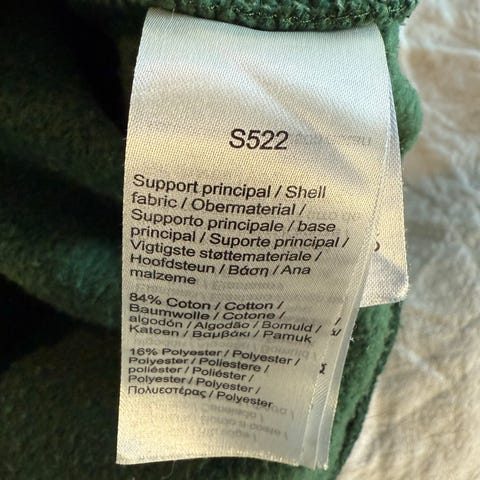 S522
Support principal / Shell
fabric / Obermaterial /
Supporto principale / base
principal / Suporte principal /
Vigtigste støttemateriale /
Hoofdsteun / Βάση / Ana
malzeme
84% Coton / Cotton /
Baumwolle / Cotone /
algodón / Algodão / Bomuld /
Katoen / Βαμβάκι / Pamuk
16% Polyester / Polyester /
Polyester / Poliestere /
poliéster / Poliéster /
Polyester / Polyester /
Πολυεστέρας / Polyester